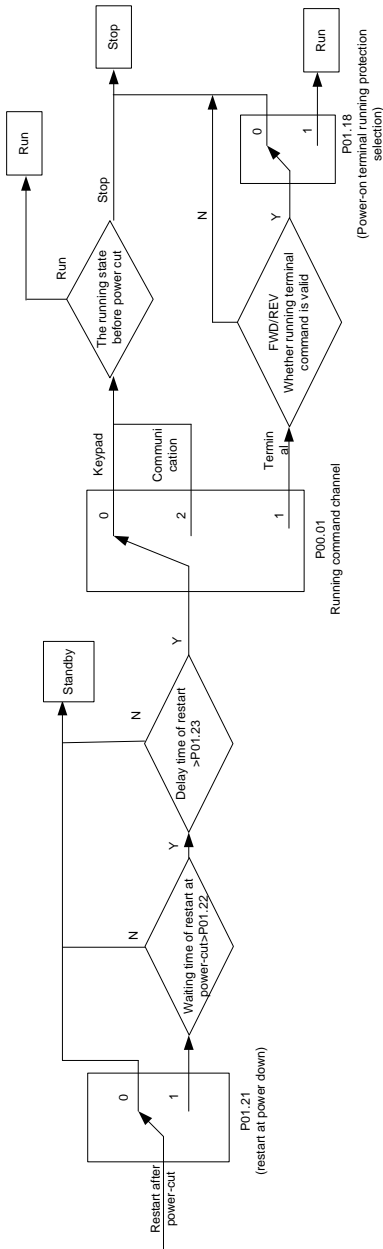 Restart after
power-cut
0
1
P01.21
(restart at power down)
Waiting time of restart at
power-cut>P01.22
N
Y
Delay time of restart
>P01.23
N
Y
Standby
0
2
1
P00.01
Running command channel
Keypad
Communi
cation
Termin
al
The running state
before power cut
Run
Stop
Run
Stop
FWD/REV
Whether running terminal
command is valid
N
Y
0
1
P01.18
(Power-on terminal running protection
selection)
Run